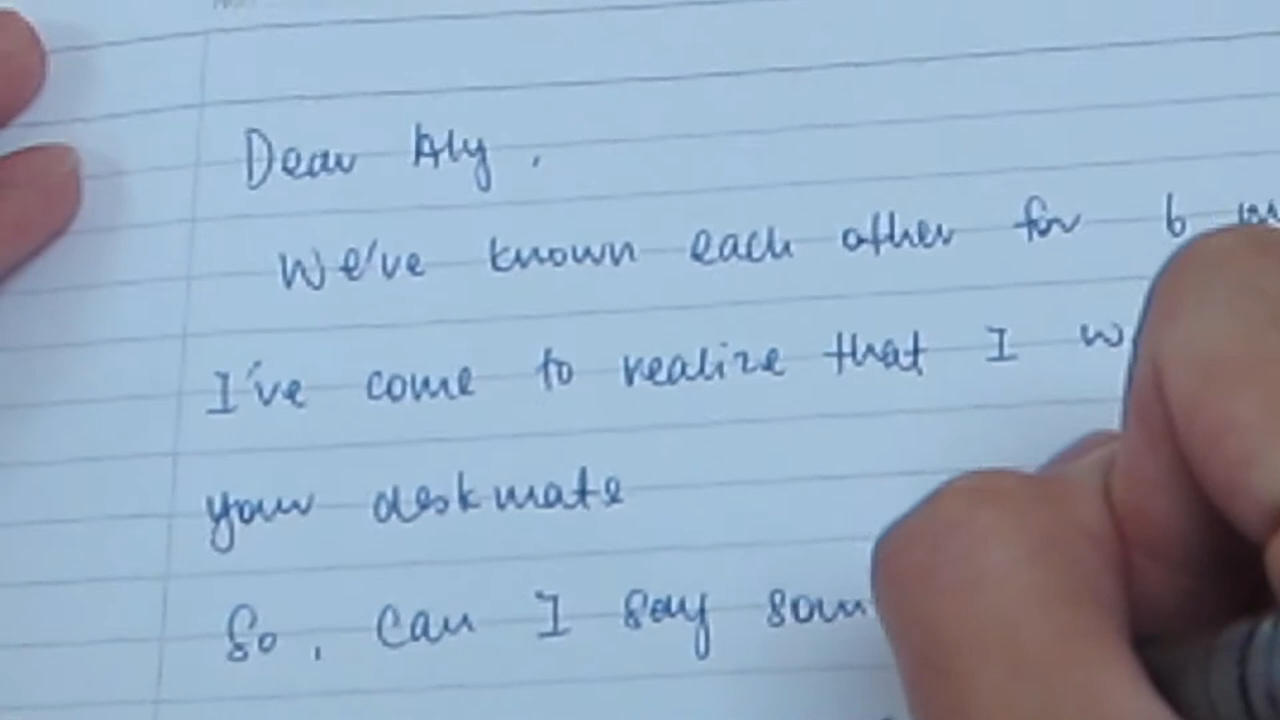 Dear Aly,
We've known each other for 6
I've come to realize that I
your deskmate
So, can I say